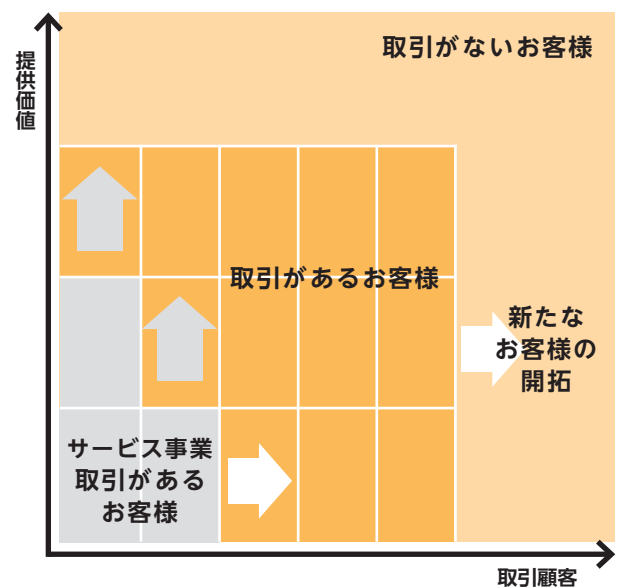 提供価値
取引がないお客様
取引があるお客様
新たな
お客様の
開拓
サービス事業
取引がある
お客様
取引顧客